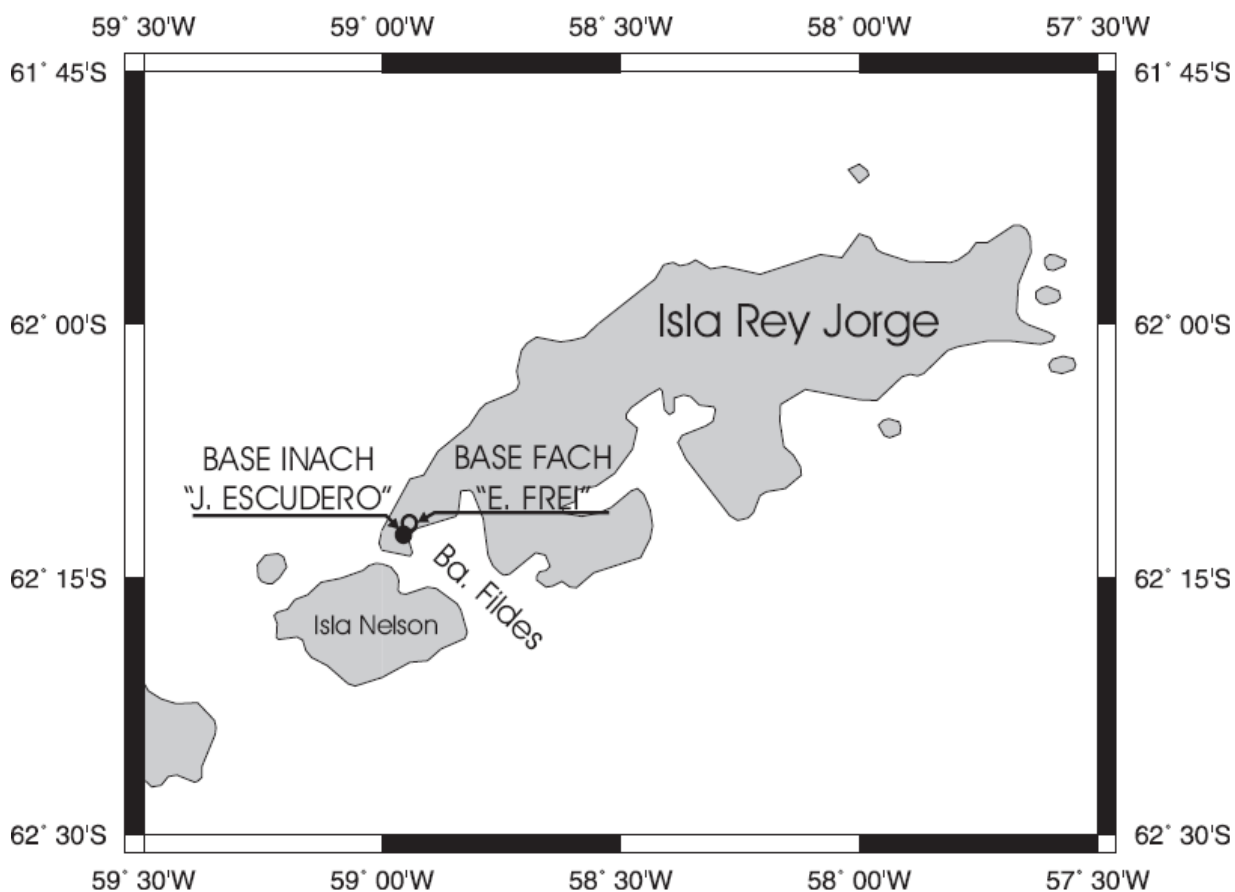 59° 30'W 59° 00'W 58° 30'W 58° 00'W 57° 30'W
61° 45'S 61° 45'S
Isla Rey Jorge
62° 00'S 62° 00'S
BASE INACH
"J. ESCUDERO"
BASE FACH
"E. FREI"
Ba. Fildes
62° 15'S 62° 15'S
Isla Nelson
62° 30'S 62° 30'S
59° 30'W 59° 00'W 58° 30'W 58° 00'W 57° 30'W